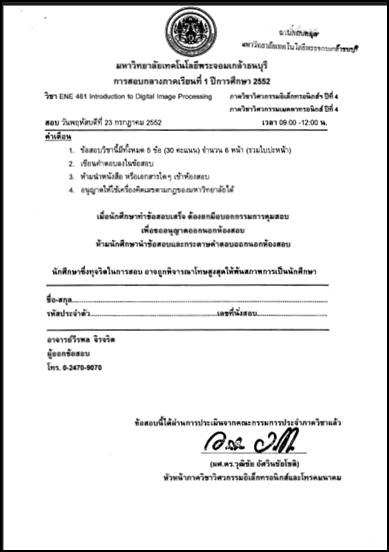 มหาวิทยาลัยเทคโนโลยีพระจอมเกล้าธนบุรี
มหาวิทยาลัยเทคโนโลยีพระจอมเกล้าธนบุรี
การสอบกลางภาคเรียนที่ 1 ปีการศึกษา 2552
วิชา ENE 461 Introduction to Digital Image Processing ภาควิชาวิศวกรรมอิเล็กทรอนิกส์ฯ ปีที่ 4
ภาควิชาวิศวกรรมเมคคาทรอนิกส์ ปีที่ 4
สอบ วันพฤหัสบดีที่ 23 กรกฎาคม 2552 เวลา 09:00 -12:00 น.
คำเตือน
1. ข้อสอบวิชานี้มีทั้งหมด 5 ข้อ (30 คะแนน) จำนวน 6 หน้า (รวมใบปะหน้า)
2. เขียนคำตอบลงในข้อสอบ
3. ห้ามนำหนังสือ หรือเอกสารใดๆ เข้าห้องสอบ
4. อนุญาตให้ใช้เครื่องคิดเลขตามกฎของมหาวิทยาลัยได้
เมื่อนักศึกษาทำข้อสอบเสร็จ ต้องยกมือบอกกรรมการคุมสอบ
เพื่อขออนุญาตออกนอกห้องสอบ
ห้ามนักศึกษานำข้อสอบและกระดาษคำตอบออกนอกห้องสอบ
นักศึกษาซึ่งทุจริตในการสอบ อาจถูกพิจารณาโทษสูงสุดให้พ้นสภาพการเป็นนักศึกษา
ชื่อ-สกุล
รหัสประจำตัว เลขที่นั่งสอบ
อาจารย์วีรพล จิรจริต
ผู้ออกข้อสอบ
โทร. 0-2470-9070
ข้อสอบนี้ได้ผ่านการประเมินจากคณะกรรมการประจำภาควิชาแล้ว
(ผศ.ดร.วุฒิชัย อัศวินชัยโชติ)
หัวหน้าภาควิชาวิศวกรรมอิเล็กทรอนิกส์และโทรคมนาคม